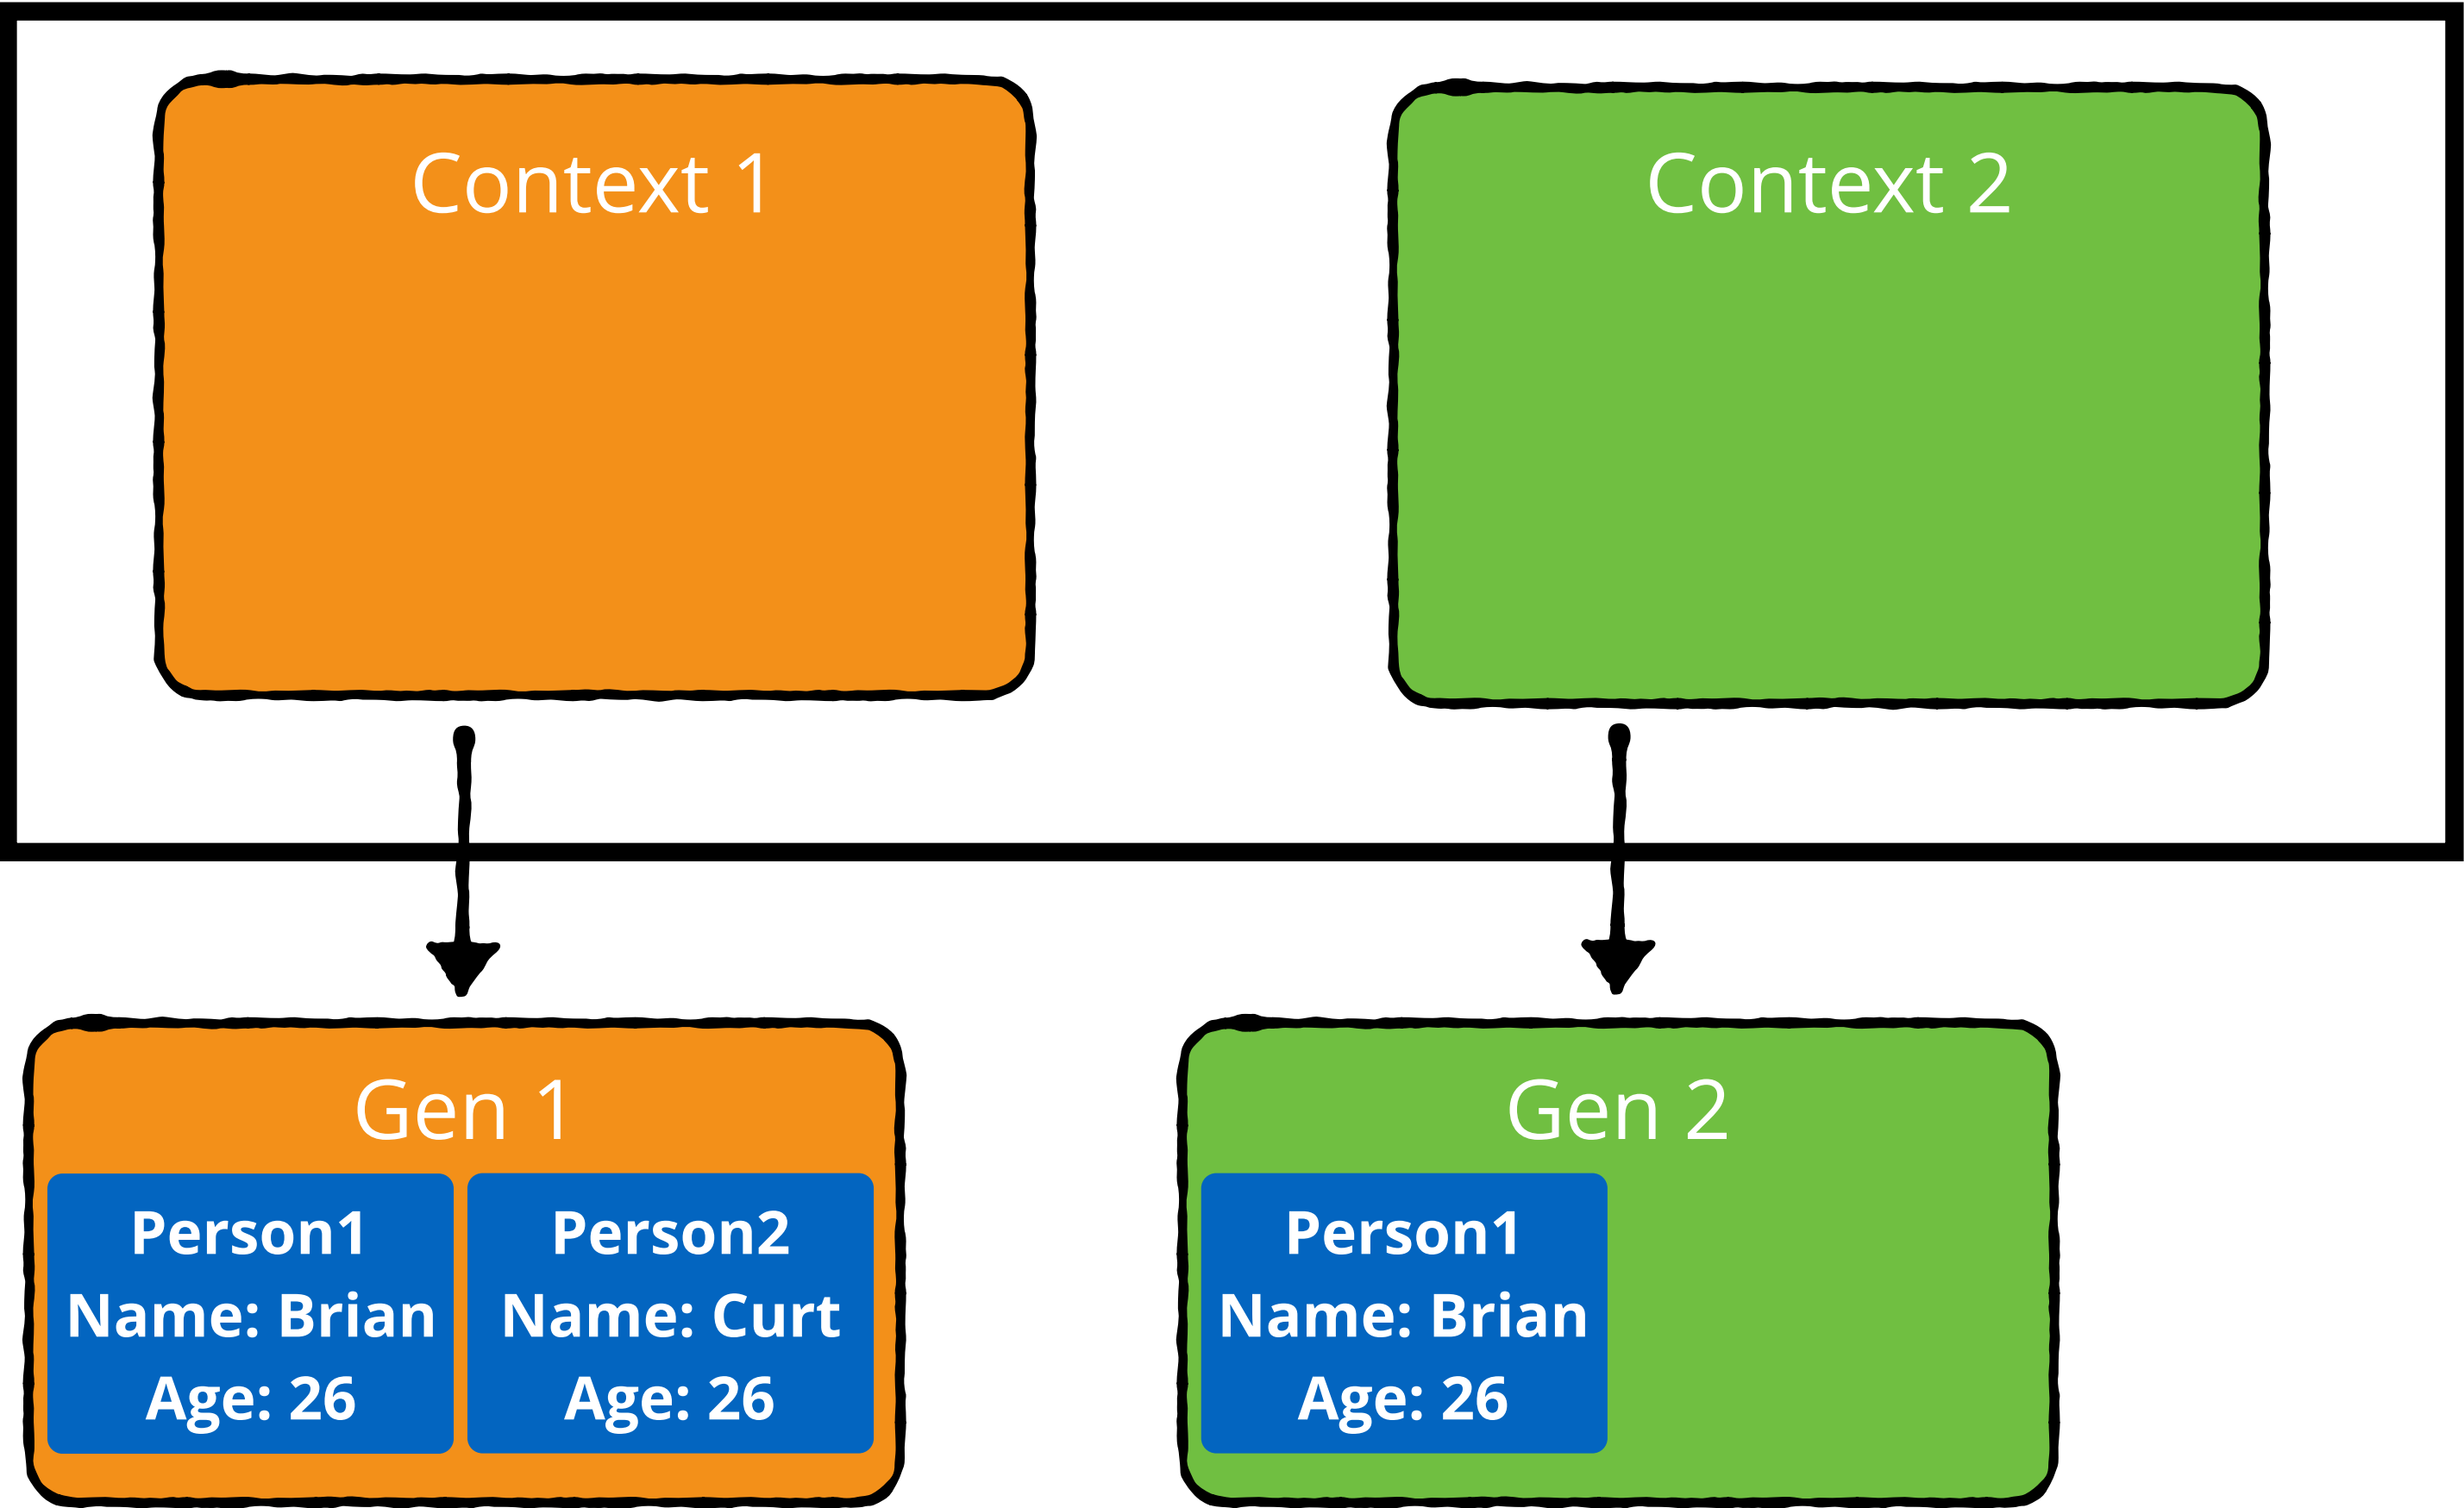 Context 1
Context 2
Gen 1
Person1
Name: Brian
Age: 26
Person2
Name: Curt
Age: 26
Gen 2
Person1
Name: Brian
Age: 26